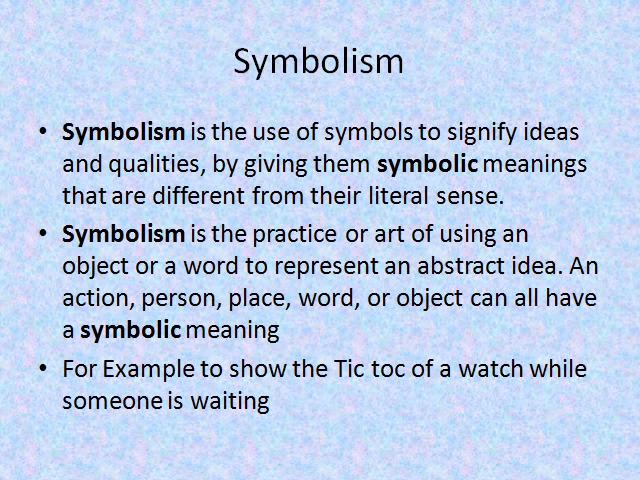 Symbolism
• Symbolism is the use of symbols to signify ideas
and qualities, by giving them symbolic meanings
that are different from their literal sense.
• Symbolism is the practice or art of using an
object or a word to represent an abstract idea. An
action, person, place, word, or object can all have
a symbolic meaning
• For Example to show the Tic toc of a watch while
someone is waiting